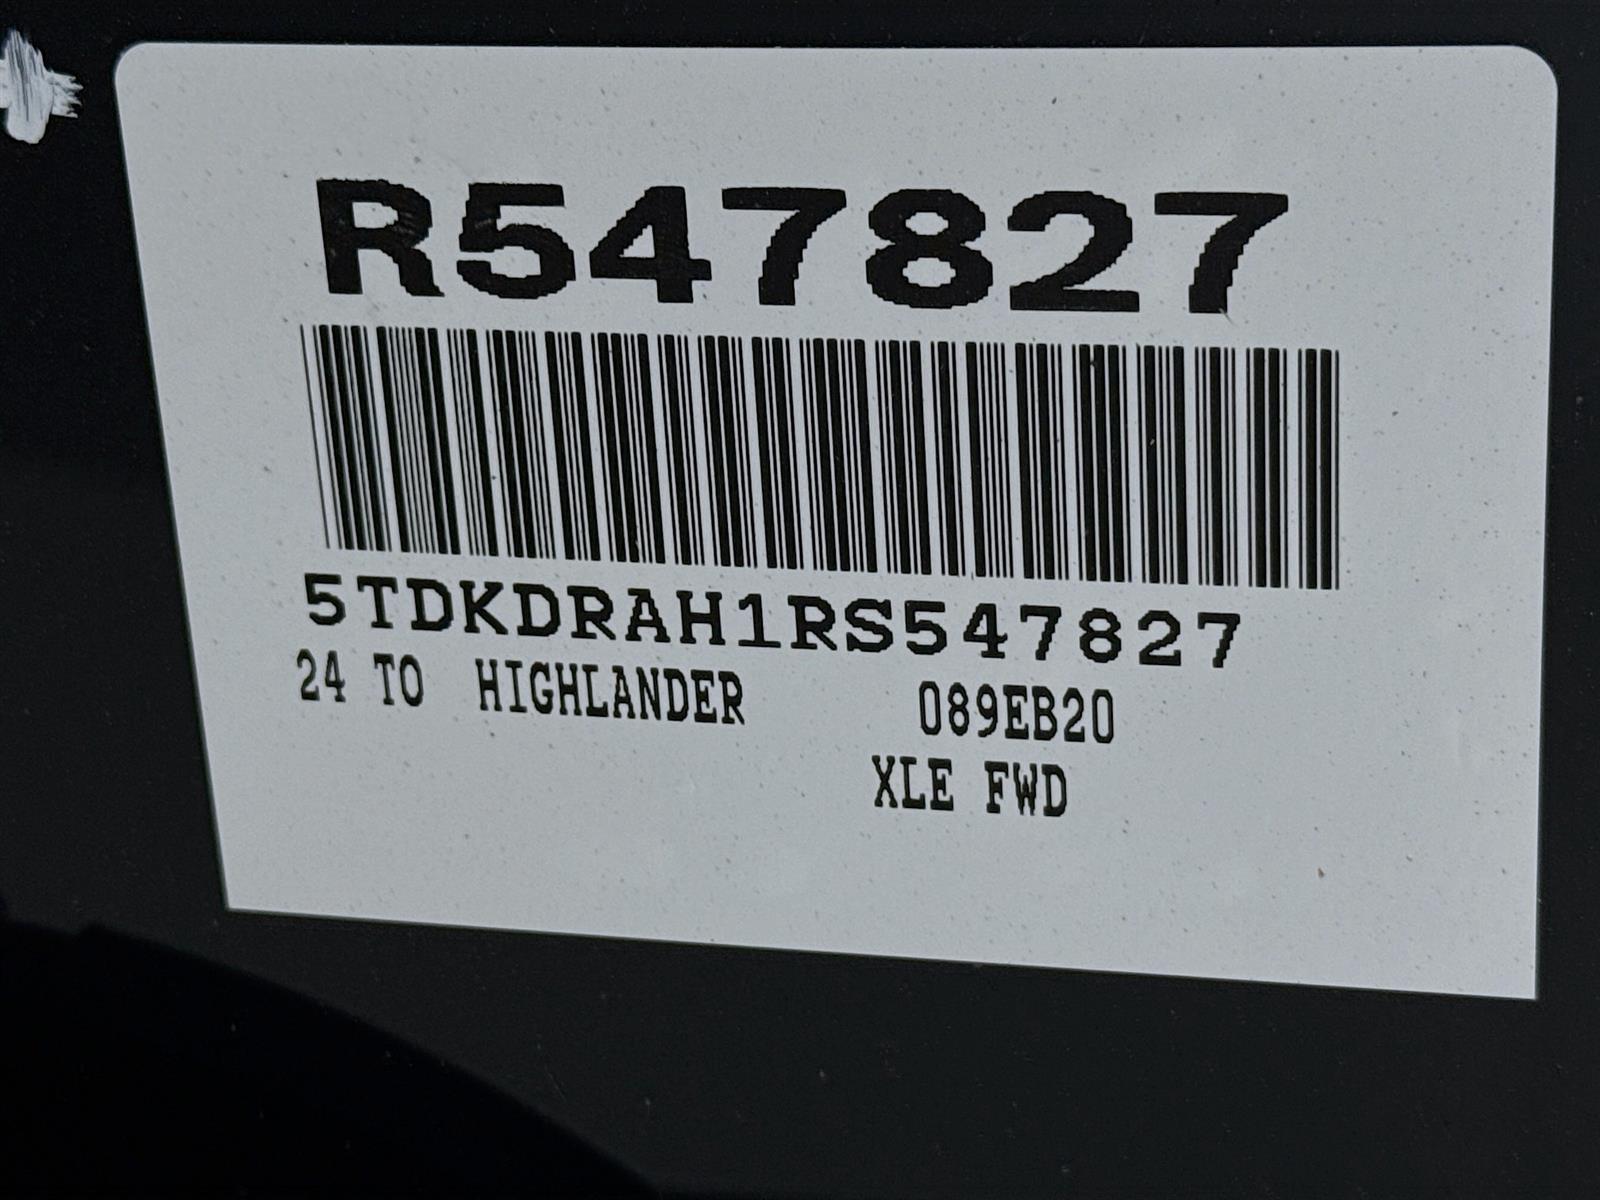 R547827
5TDKDRAH1RS547827
24 TO HIGHLANDER 089EB20
XLE FWD